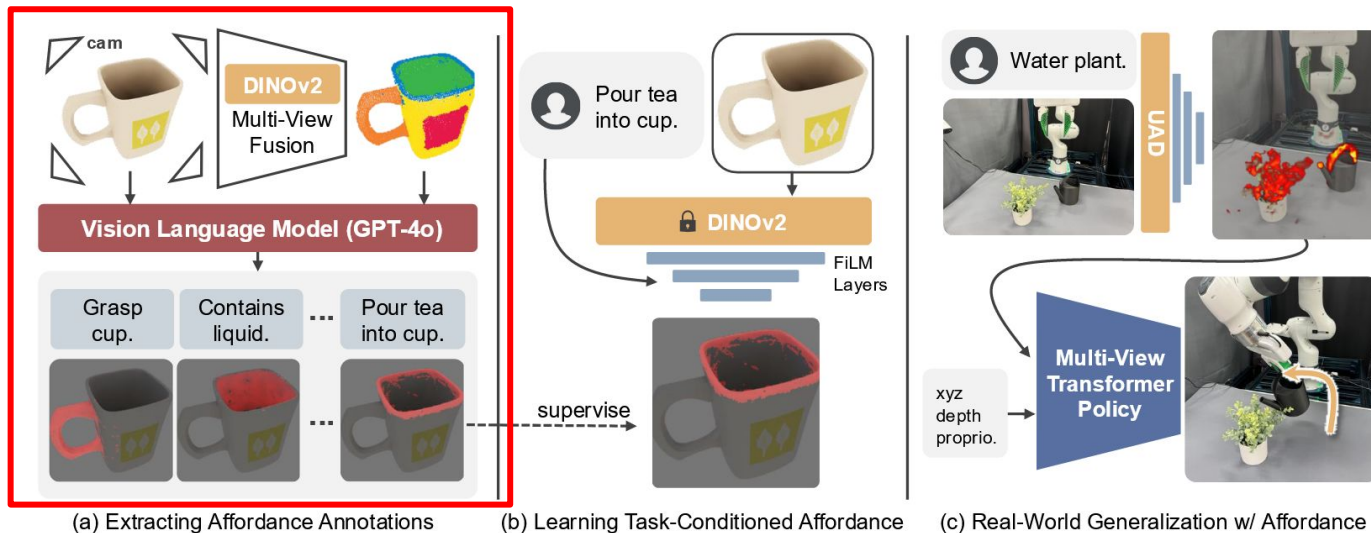 cam
DINOv2
Multi-View
Fusion
Vision Language Model (GPT-4o)
Grasp
cup.
Contains
liquid.
...
Pour tea
into cup.
...
supervise
(a) Extracting Affordance Annotations
Pour tea
into cup.
DINOv2
FiLM
Layers
(b) Learning Task-Conditioned Affordance
Water plant.
UAD
xyz
depth
proprio.
Multi-View
Transformer
Policy
(c) Real-World Generalization w/ Affordance